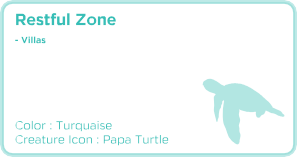 Restful Zone
- Villas
Color : Turquaise
Creature Icon : Papa Turtle